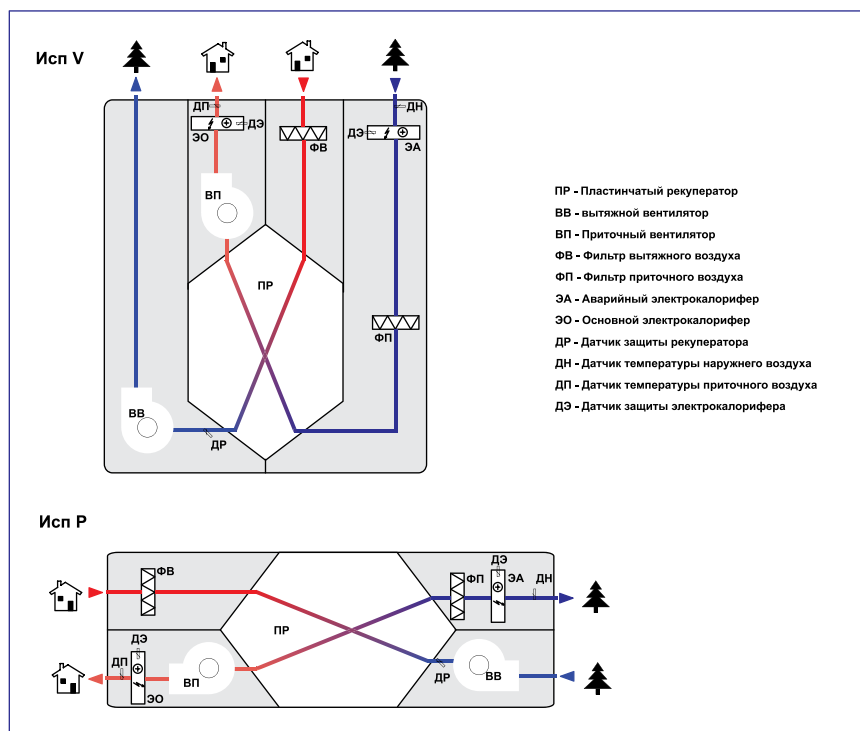 Исп V
ДП
ДЭ
ЭО
ФВ
ДН
ДЭ
ЭА
ВП
ПР
ФП
ВВ
ДР
ПР - Пластинчатый рекуператор
ВВ - вытяжной вентилятор
ВП - Приточный вентилятор
ФВ - Фильтр вытяжного воздуха
ФП - Фильтр приточного воздуха
ЭА - Аварийный электрокалорифер
ЭО - Основной электрокалорифер
ДР - Датчик защиты рекуператора
ДН - Датчик температуры наружнего воздуха
ДП - Датчик температуры приточного воздуха
ДЭ - Датчик защиты электрокалорифера
Исп Р
ФВ
ФП
ДЭ
ЭА
ДН
ПР
ДЭ
ДП
ЭО
ВП
ДР
ВВ